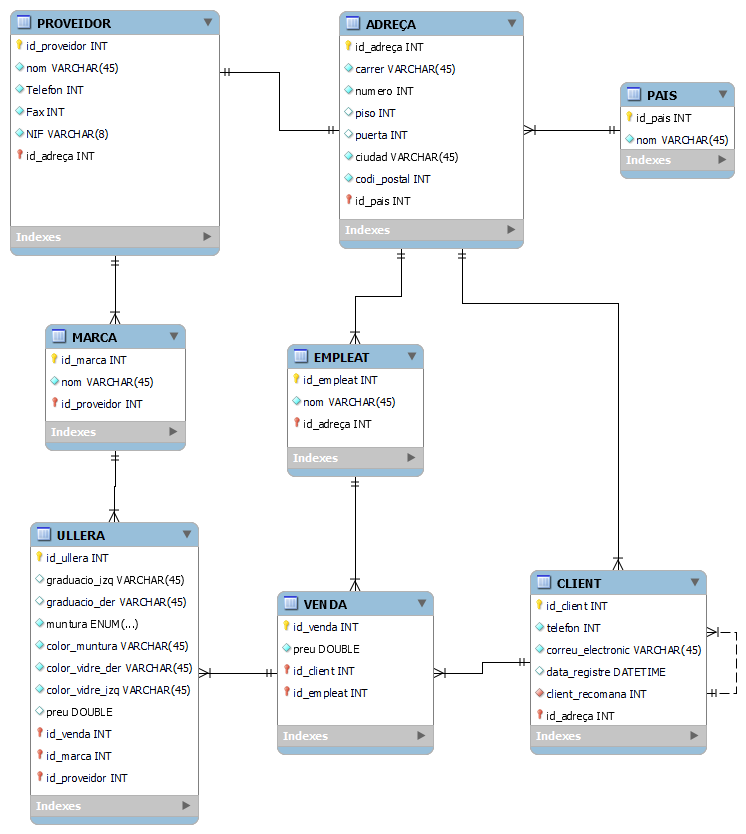 PROVEIDOR
id_proveidor INT
nom VARCHAR(45)
Telefon INT
Fax INT
NIF VARCHAR(8)
id_adreça INT
Indexes
ADREÇA
id_adreça INT
carrer VARCHAR(45)
numero INT
piso INT
puerta INT
ciudad VARCHAR(45)
codi_postal INT
id_pais INT
Indexes
PAIS
id_pais INT
nom VARCHAR(45)
Indexes
MARCA
id_marca INT
nom VARCHAR(45)
id_proveidor INT
Indexes
EMPLEAT
id_empleat INT
nom VARCHAR(45)
id_adreça INT
Indexes
ULLERA
id_ullera INT
graduacio_izq VARCHAR(45)
graduacio_der VARCHAR(45)
muntura ENUM(...)
color_muntura VARCHAR(45)
color_vidre_der VARCHAR(45)
color_vidre_izq VARCHAR(45)
preu DOUBLE
id_venda INT
id_marca INT
id_proveidor INT
Indexes
VENDA
id_venda INT
preu DOUBLE
id_client INT
id_empleat INT
Indexes
CLIENT
id_client INT
telefon INT
correu_electronic VARCHAR(45)
data_registre DATETIME
client_recomana INT
id_adreça INT
Indexes